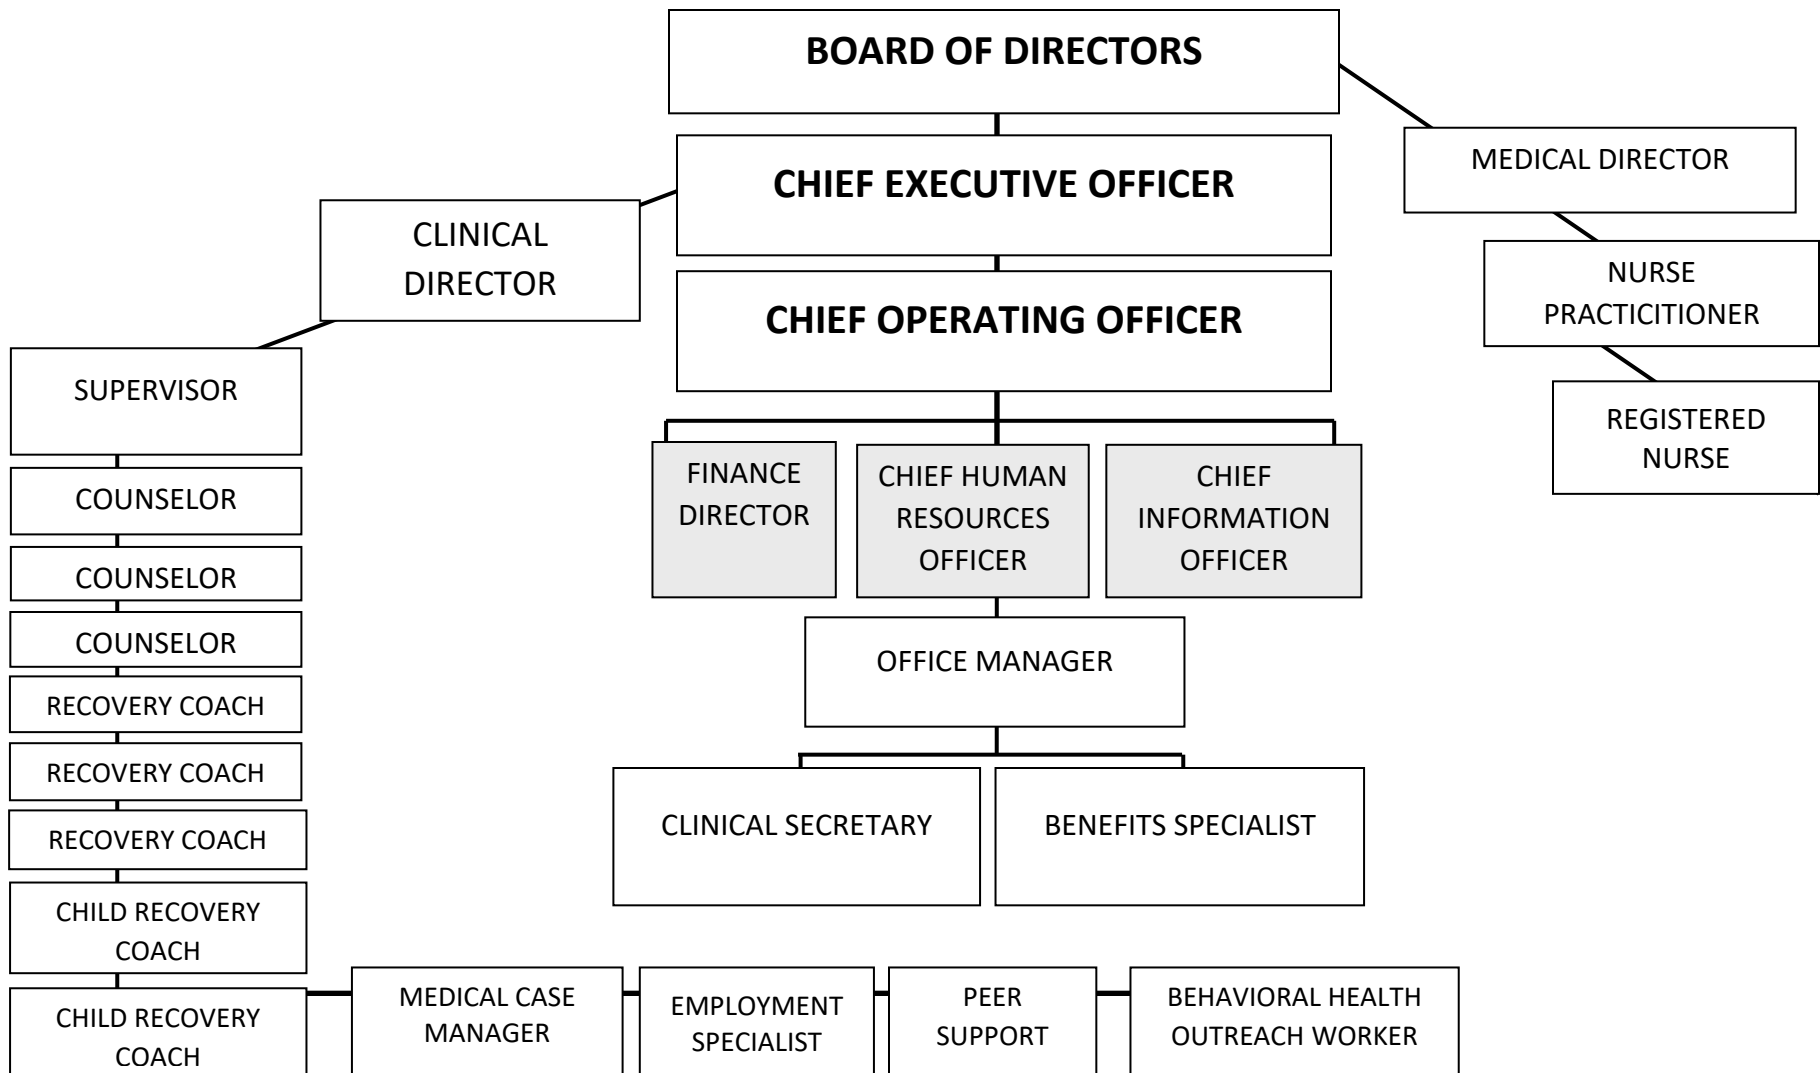 BOARD OF DIRECTORS
MEDICAL DIRECTOR
CHIEF EXECUTIVE OFFICER
CLINICAL
DIRECTOR
NURSE
PRACTICITIONER
CHIEF OPERATING OFFICER
SUPERVISOR
REGISTERED
NURSE
FINANCE
DIRECTOR
CHIEF HUMAN
RESOURCES
OFFICER
CHIEF
INFORMATION
OFFICER
COUNSELOR
COUNSELOR
COUNSELOR
OFFICE MANAGER
RECOVERY COACH
RECOVERY COACH
RECOVERY COACH
CLINICAL SECRETARY
BENEFITS SPECIALIST
CHILD RECOVERY
COACH
CHILD RECOVERY
COACH
MEDICAL CASE
MANAGER
EMPLOYMENT
SPECIALIST
PEER
SUPPORT
BEHAVIORAL HEALTH
OUTREACH WORKER